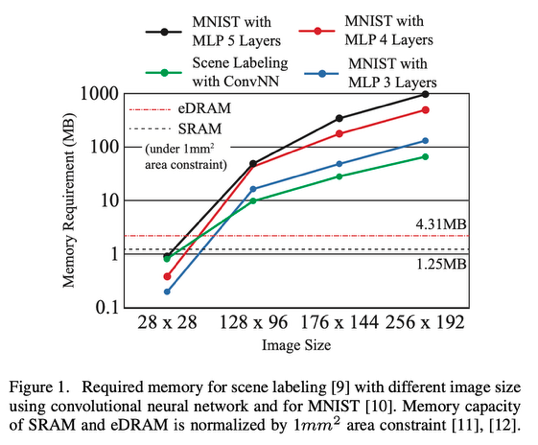 MNIST with
MLP 5 Layers
MNIST with
MLP 4 Layers
Scene Labeling
with ConvNN
MNIST with
MLP 3 Layers
Memory Requirement (MB)
1000
100
10
1
0.1
eDRAM
SRAM
(under 1mm²
area constraint)
4.31MB
1.25MB
28 x 28 128 x 96 176 x 144 256 x 192
Image Size
Figure 1. Required memory for scene labeling [9] with different image size
using convolutional neural network and for MNIST [10]. Memory capacity
of SRAM and eDRAM is normalized by 1mm² area constraint [11], [12].